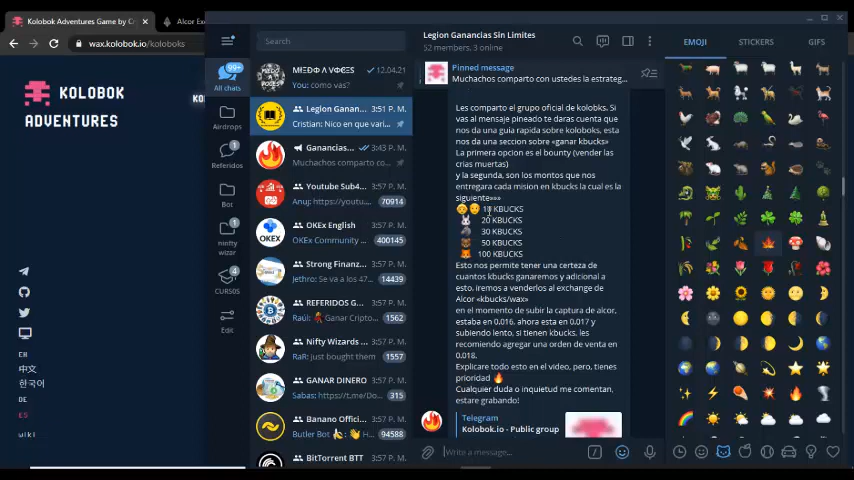 Kolobok Adventures Game by Cr
Alcor Exc
wax.kolobok.io/koloboks
KOLOBOK
ADVENTURES
EN
中文
한국어
DE
ES
wiki
99+
All chats
Airdrops
4
Referidos
Bot
1
ninfty
wizar
4
CURSOS
Edit
Search
12.04.21
You: como vas?
Legion Ganan... 3:51 P. M.
Cristian: Nico en que vari...
Ganancias... 3:43 P. M.
Muchachos comparto co...
Youtube Sub4... 3:57 P. M.
Anup: https://youtu... 70914
OKEx English 3:57 P. M.
OKEx Community ... 400145
Strong Finanz... 3:57 P. M.
Jethro: Se va a los 47... 14439
REFERIDOS G... 3:57 P. M.
Raúl: Ganar Cripto... 1562
Nifty Wizards ... 3:57 P. M.
RaR: just bought them 1557
GANAR DINERO 3:57 P. M.
Sabas: https://t.me/Do... 315
Banano Offici... 3:57 P. M.
Butler Bot : H... 94588
BitTorrent BTT 3:57 P. M.
Legion Ganancias Sin Limites
52 members, 3 online
Pinned message
Muchachos comparto con ustedes la estrateg...
Les comparto el grupo oficial de kolobks. Si
vas al mensaje pineado te daras cuenta que
nos da una guia rapida sobre koloboks, esta
nos da una seccion sobre «ganar kbucks»
La primera opcion es el bounty (vender las
crias muertas)
y la segunda, son los montos que nos
entregara cada mision en kbucks la cual es la
siguiente»»»
KBUCKS
20 KBUCKS
30 KBUCKS
50 KBUCKS
100 KBUCKS
Esto nos permite tener una certeza de
cuantos kbucks ganaremos y adicional a
esto, iremos a venderlos al exchange de
Alcor «kbucks/wax»
en el momento de subir la captura de alcor,
estaba en 0.016, ahora esta en 0.017 y
subiendo lento, si tienen kbucks, les
recomiendo agregar una orden de venta en
0.018.
Explicare todo esto en el video, pero, tienes
prioridad
Cualquier duda o inquietud me comentan,
estare grabando!
Telegram
Kolobok.io - Public group
Write a message...
EMOJI
STICKERS
GIFS